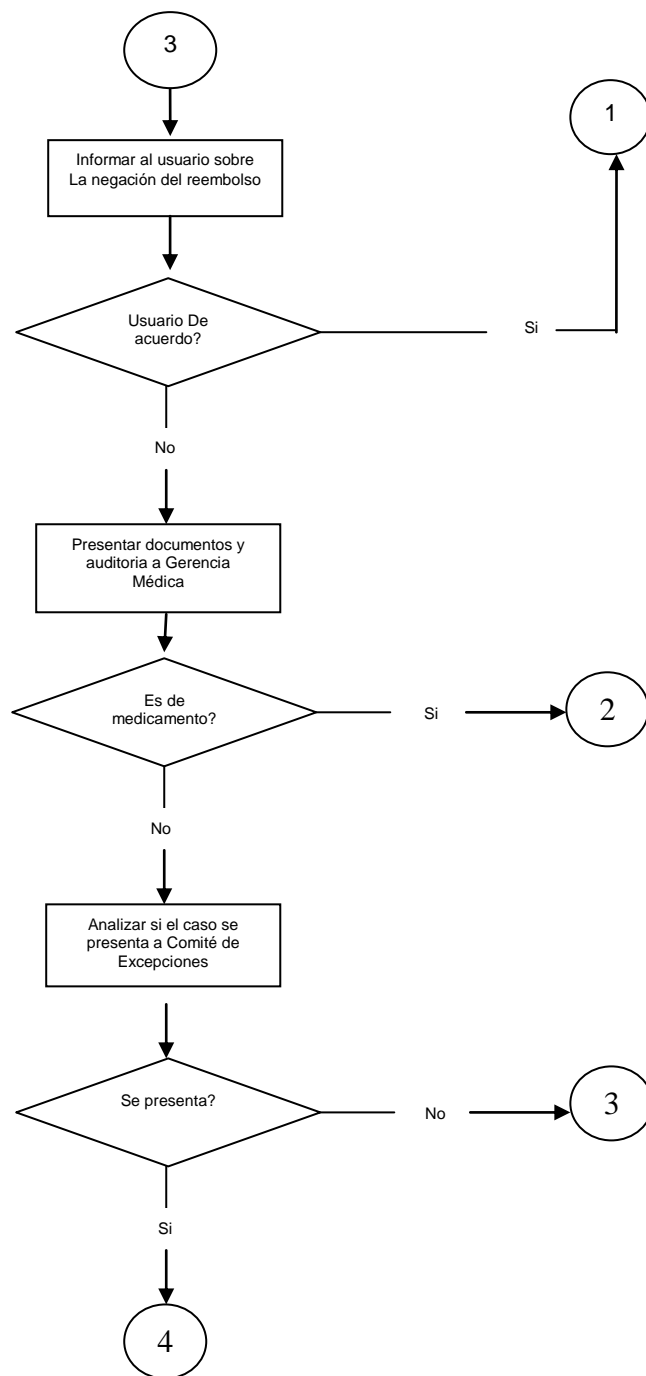 3
1
Informar al usuario sobre
La negación del reembolso
Usuario De
acuerdo?
Si
No
Presentar documentos y
auditoria a Gerencia
Médica
Es de
medicamento?
Si
2
No
Analizar si el caso se
presenta a Comité de
Excepciones
Se presenta?
No
3
Si
4